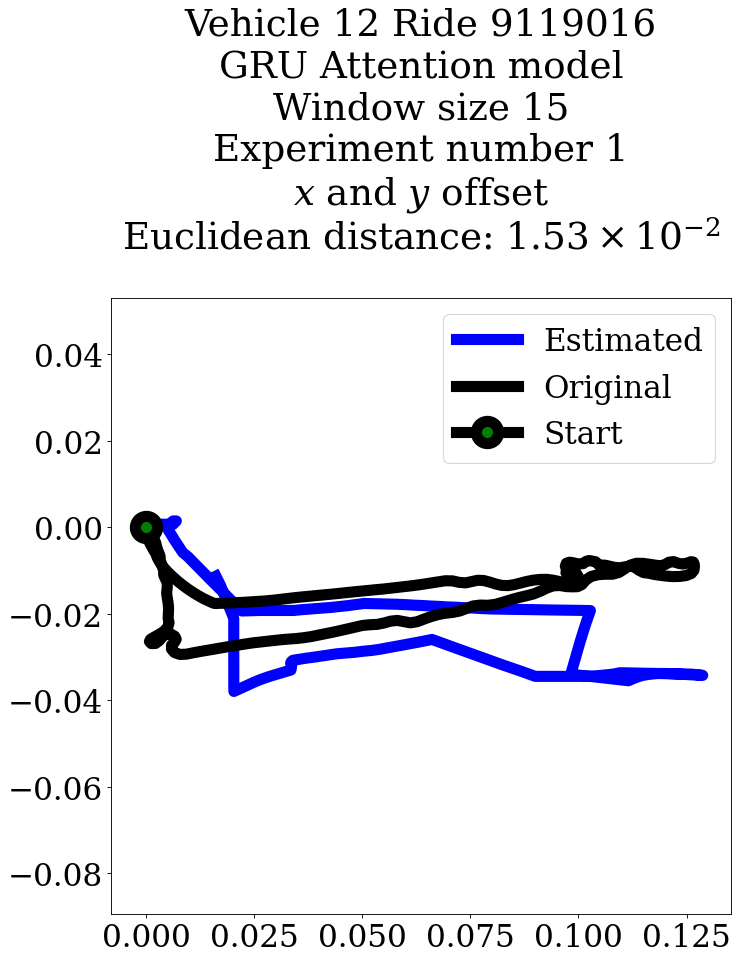 Vehicle 12 Ride 9119016
GRU Attention model
Window size 15
Experiment number 1
x and y offset
Euclidean distance: 1.53 × 10⁻²
Estimated
Original
Start
0.04
0.02
0.00
−0.02
−0.04
−0.06
−0.08
0.000 0.025 0.050 0.075 0.100 0.125